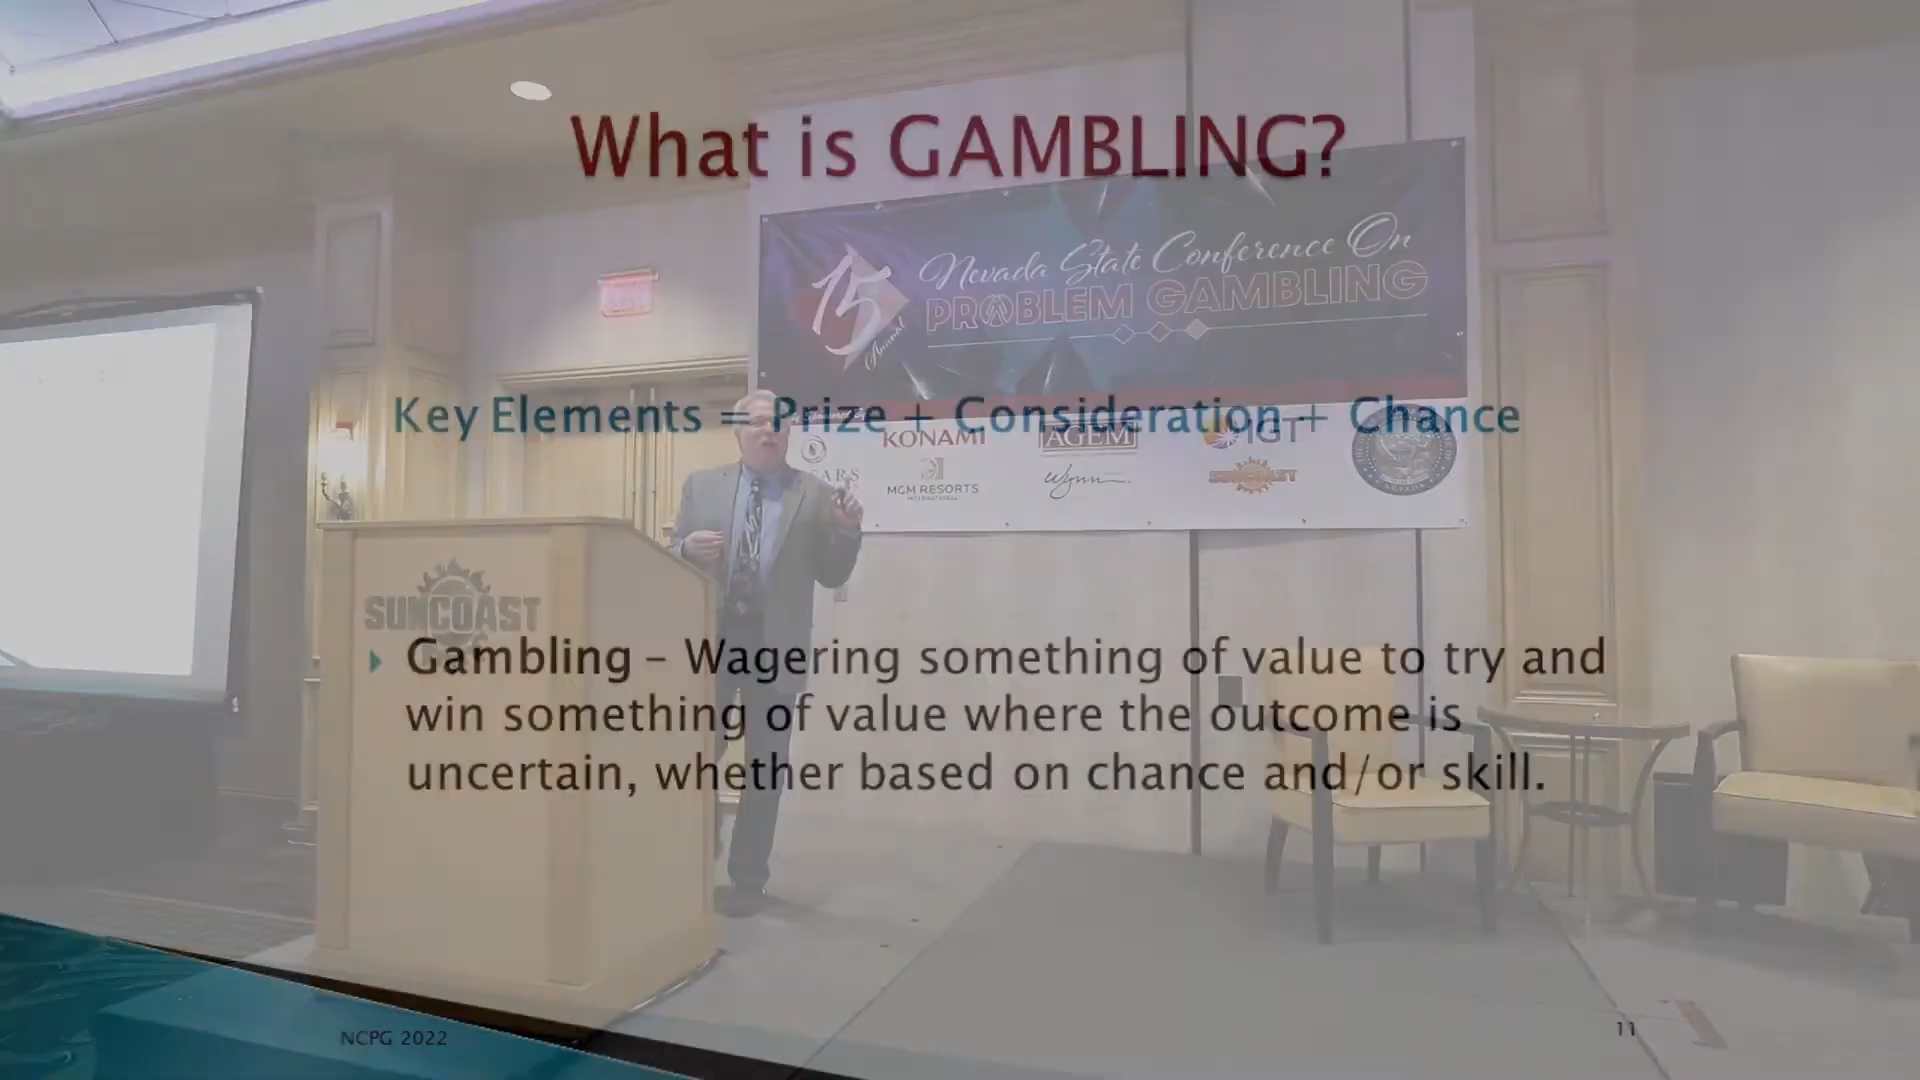 What is GAMBLING?
15
Annual
Nevada State Conference On
PROBLEM GAMBLING
Key Elements = Prize + Consideration + Chance
KONAMI
AGEM
IGT
MGM RESORTS
INTERNATIONAL
Wynn
SUNCOAST
SUNCOAST
Gambling – Wagering something of value to try and
win something of value where the outcome is
uncertain, whether based on chance and/or skill.
NCPG 2022
11